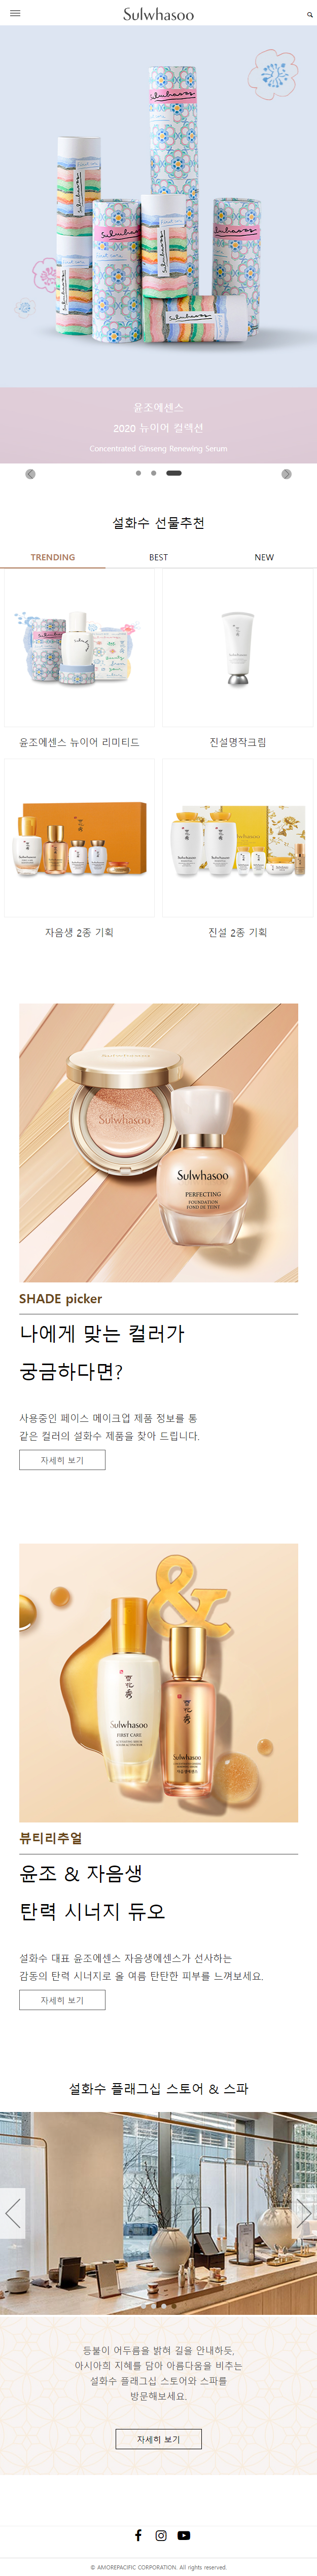 Sulwhasoo
윤조에센스
2020 뉴이어 컬렉션
Concentrated Ginseng Renewing Serum
설화수 선물추천
TRENDING
BEST
NEW
윤조에센스 뉴이어 리미티드
진설명작크림
자음생 2종 기획
진설 2종 기획
Sulwhasoo
Sulwhasoo
PERFECTING
FOUNDATION
FOND DE TEINT
SHADE picker
나에게 맞는 컬러가
궁금하다면?
사용중인 페이스 메이크업 제품 정보를 통
같은 컬러의 설화수 제품을 찾아 드립니다.
자세히 보기
&
Sulwhasoo
FIRST CARE
Sulwhasoo
뷰티리추얼
윤조 & 자음생
탄력 시너지 듀오
설화수 대표 윤조에센스 자음생에센스가 선사하는
감동의 탄력 시너지로 올 여름 탄탄한 피부를 느껴보세요.
자세히 보기
설화수 플래그십 스토어 & 스파
등불이 어두름을 밝혀 길을 안내하듯,
아시아의 지혜를 담아 아름다움을 비추는
설화수 플래그십 스토어와 스파를
방문해보세요.
자세히 보기
© AMOREPACIFIC CORPORATION. All rights reserved.